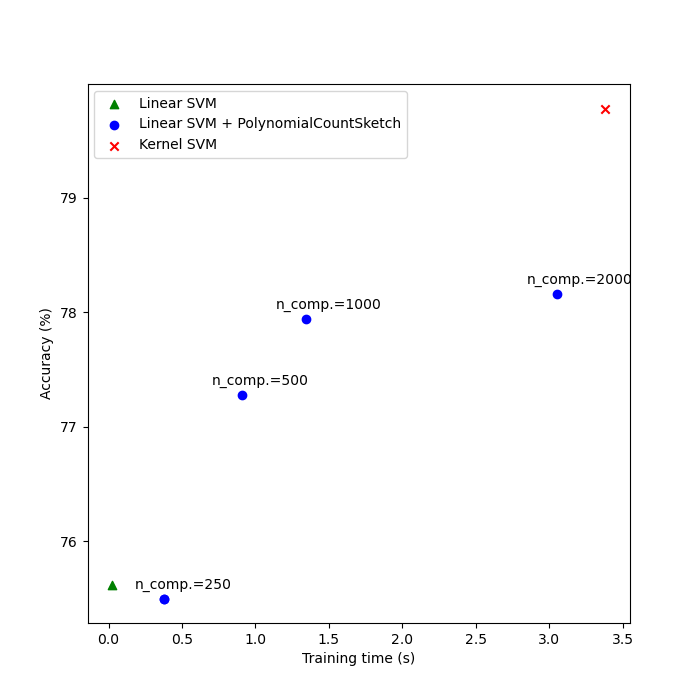 Linear SVM
Linear SVM + PolynomialCountSketch
Kernel SVM
79
n_comp.=2000
n_comp.=1000
78
n_comp.=500
77
76
n_comp.=250
Accuracy (%)
0.0 0.5 1.0 1.5 2.0 2.5 3.0 3.5
Training time (s)